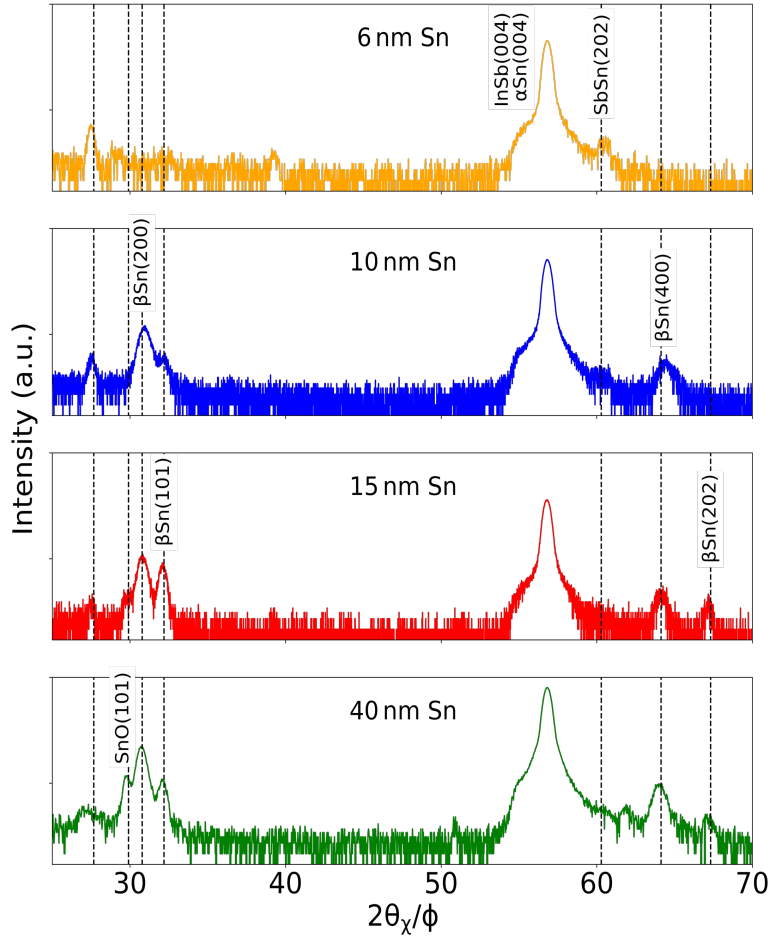 6 nm Sn
InSb(004)
αSn(004)
SbSn(202)
10 nm Sn
βSn(200)
βSn(400)
15 nm Sn
βSn(101)
βSn(202)
40 nm Sn
SnO(101)
Intensity (a.u.)
30 40 50 60 70
2θχ/ϕ